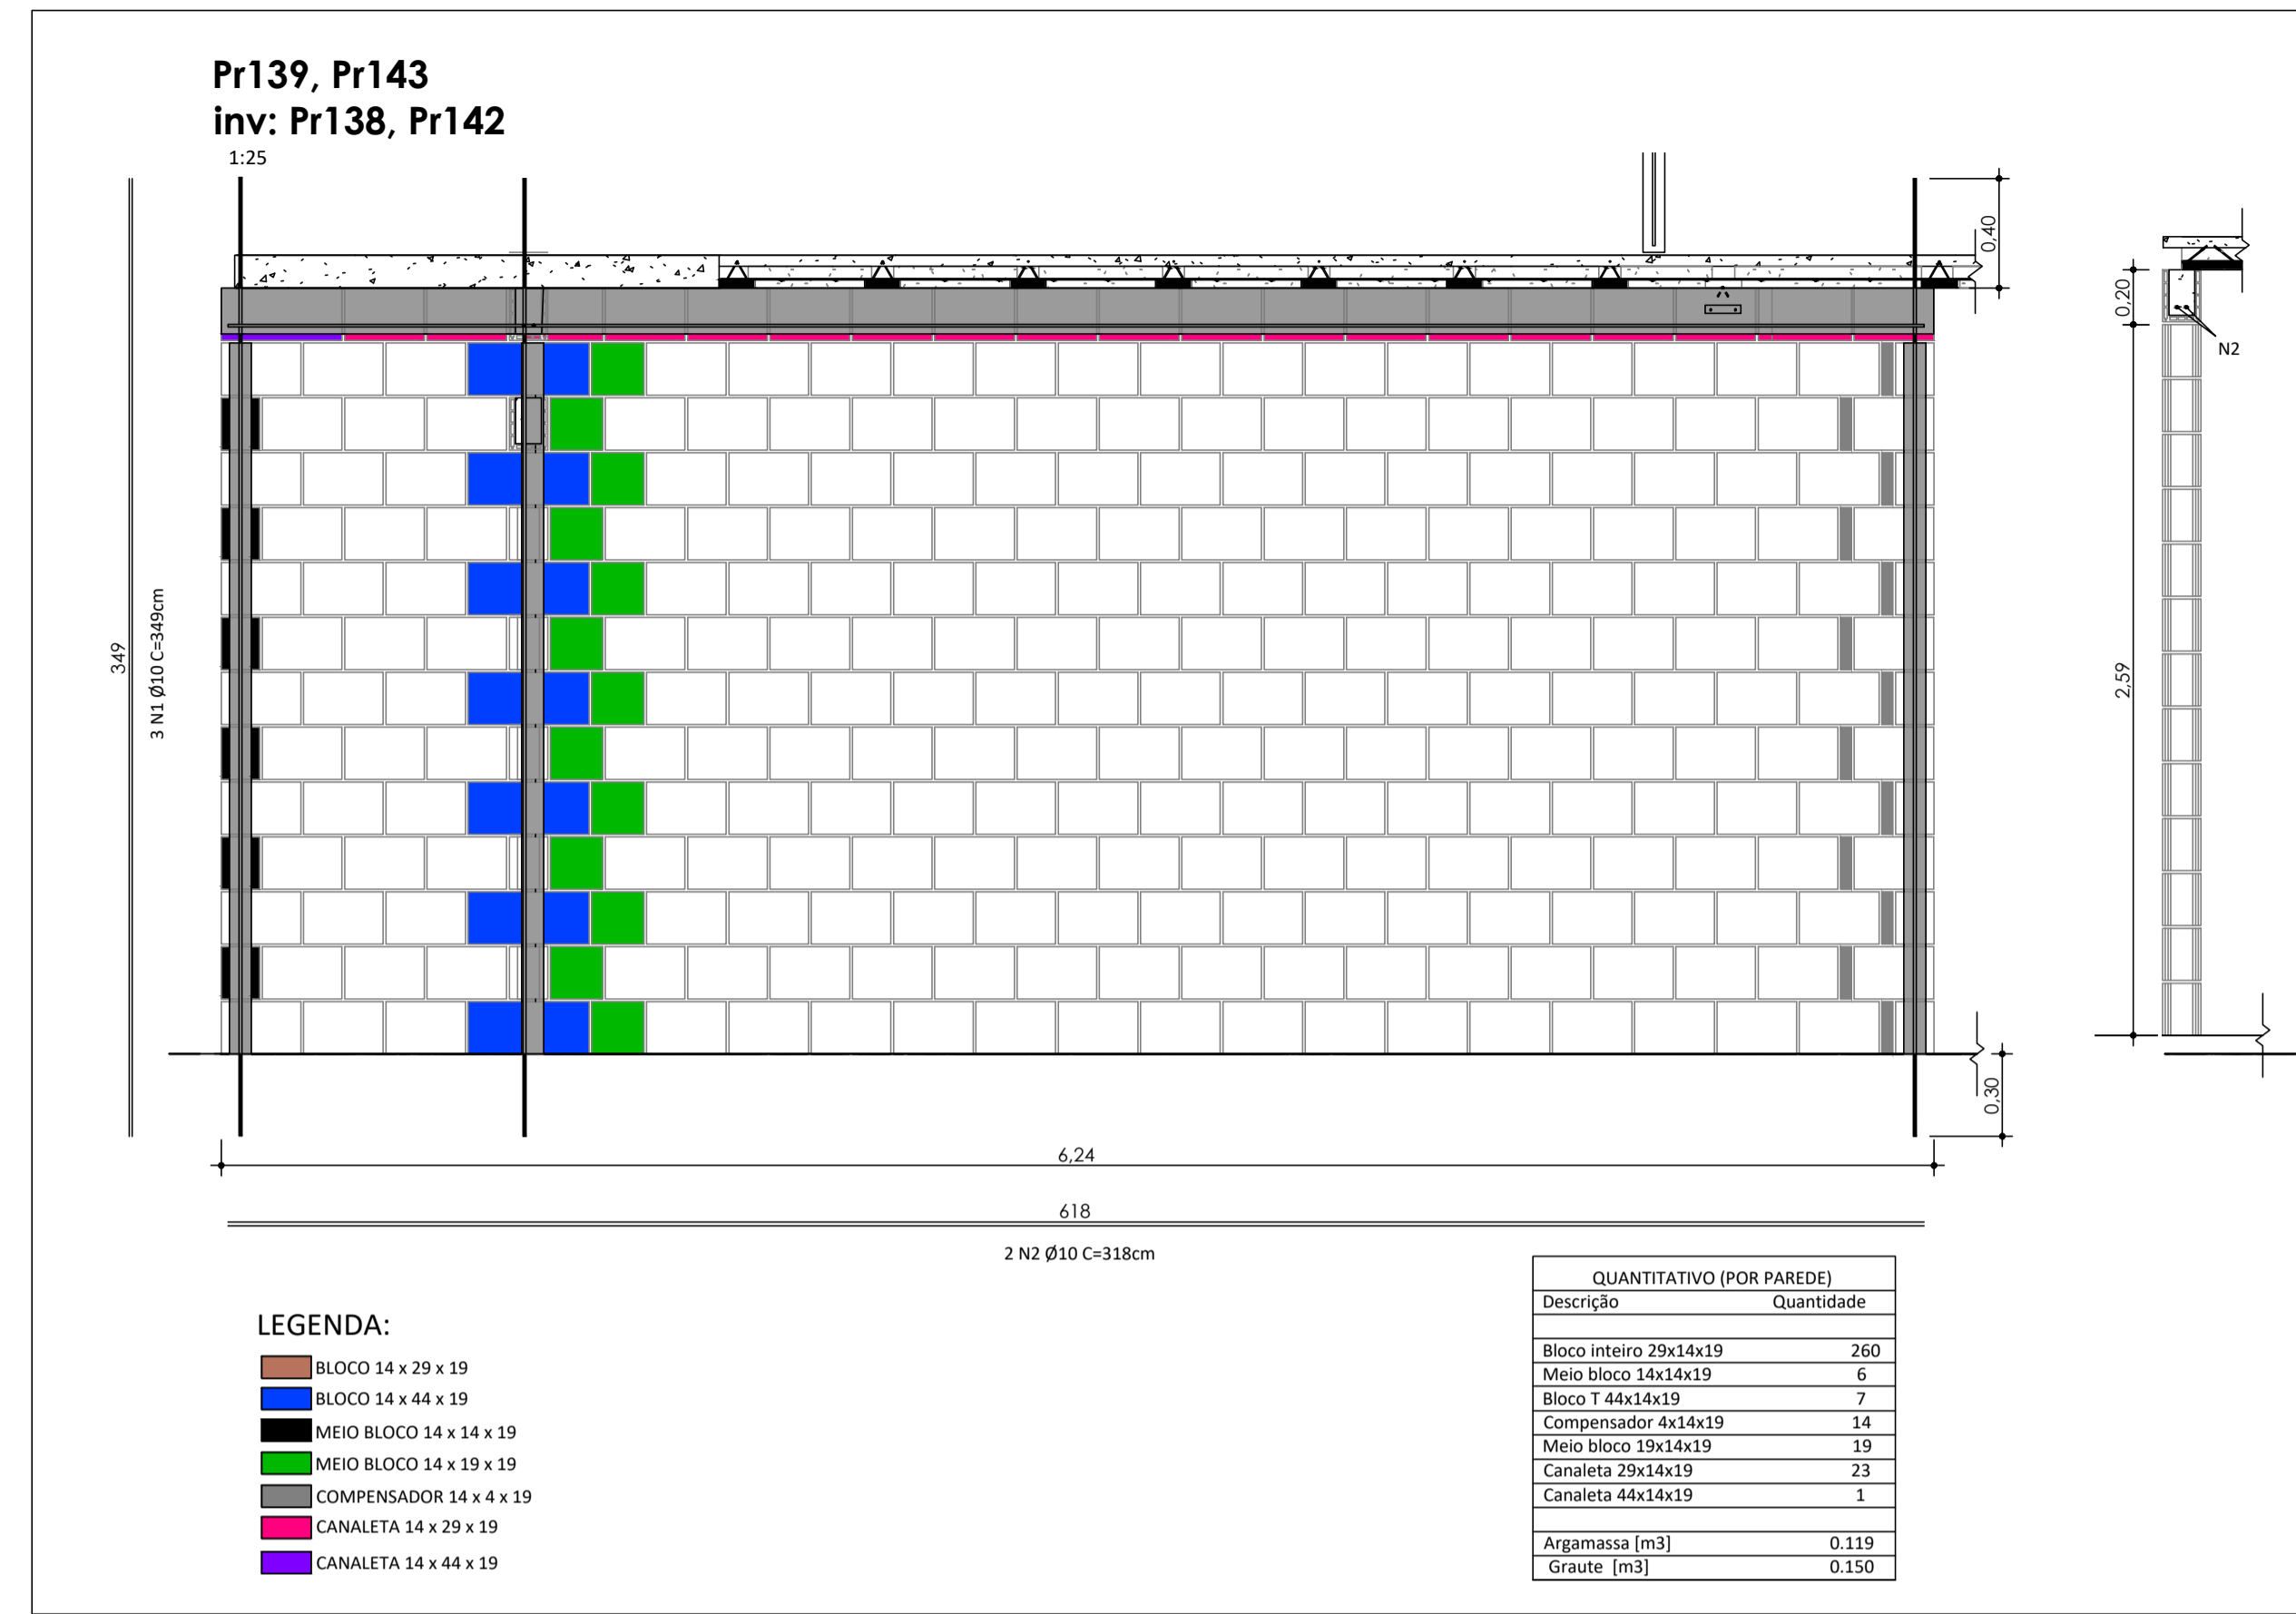 Pr139, Pr143
inv: Pr138, Pr142
1:25
0,40
0,20
N2
349
3 N1 Ø10 C=349cm
2,59
0,30
6,24
618
2 N2 Ø10 C=318cm
LEGENDA:
BLOCO 14 x 29 x 19
BLOCO 14 x 44 x 19
MEIO BLOCO 14 x 14 x 19
MEIO BLOCO 14 x 19 x 19
COMPENSADOR 14 x 4 x 19
CANALETA 14 x 29 x 19
CANALETA 14 x 44 x 19
QUANTITATIVO (POR PAREDE)
Descrição Quantidade
Bloco inteiro 29x14x19 260
Meio bloco 14x14x19 6
Bloco T 44x14x19 7
Compensador 4x14x19 14
Meio bloco 19x14x19 19
Canaleta 29x14x19 23
Canaleta 44x14x19 1
Argamassa [m3] 0.119
Graute [m3] 0.150